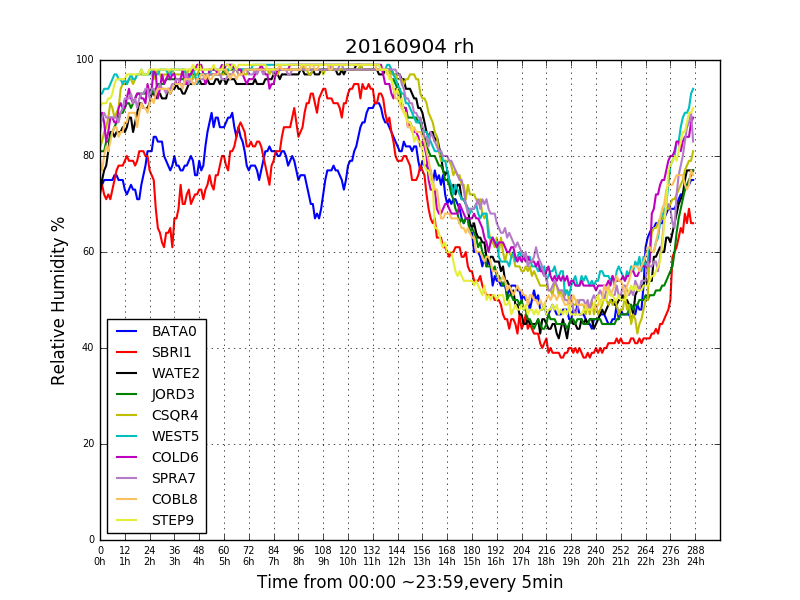 20160904 rh
Relative Humidity %
100
80
60
40
20
0
BATA0
SBRI1
WATE2
JORD3
CSQR4
WEST5
COLD6
SPRA7
COBL8
STEP9
0 12 24 36 48 60 72 84 96 108 120 132 144 156 168 180 192 204 216 228 240 252 264 276 288
0h 1h 2h 3h 4h 5h 6h 7h 8h 9h 10h 11h 12h 13h 14h 15h 16h 17h 18h 19h 20h 21h 22h 23h 24h
Time from 00:00 ~23:59,every 5min